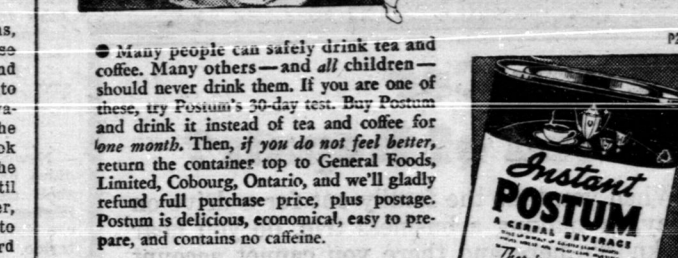 ● Many people can safely drink tea and
coffee. Many others—and all children—
should never drink them. If you are one of
these, try Postum's 30-day test. Buy Postum
and drink it instead of tea and coffee for
one month. Then, if you do not feel better,
return the container top to General Foods,
Limited, Cobourg, Ontario, and we'll gladly
refund full purchase price, plus postage.
Postum is delicious, economical, easy to pre-
pare, and contains no caffeine.
Instant
POSTUM
A CEREAL BEVERAGE